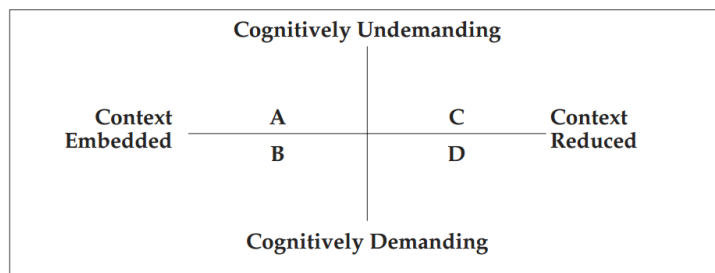 Cognitively Undemanding
Context
Embedded
A
C
Context
Reduced
B
D
Cognitively Demanding